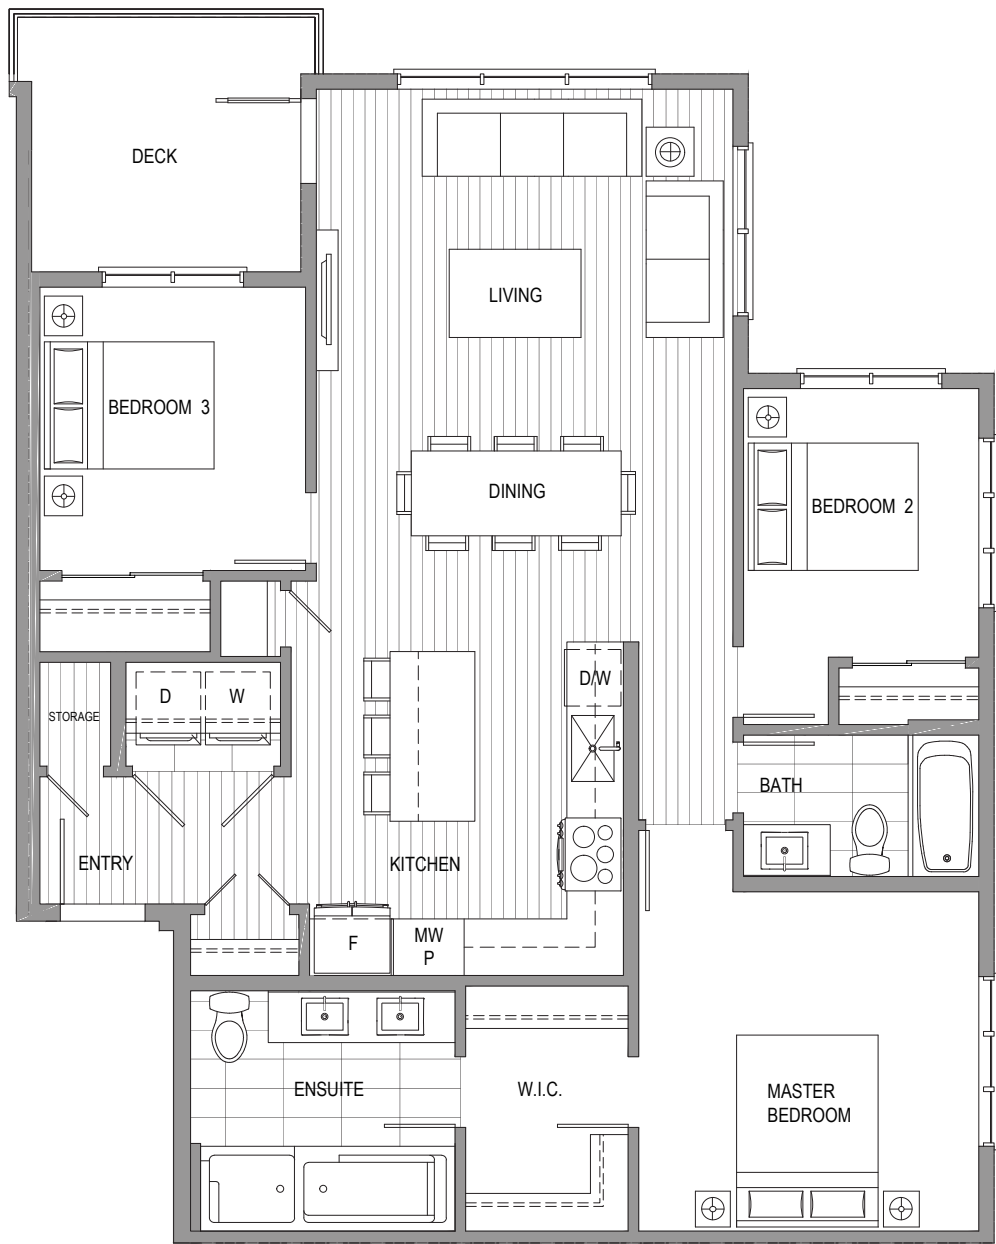 DECK
LIVING
BEDROOM 3
DINING
BEDROOM 2
D/W
D W
STORAGE
BATH
ENTRY
KITCHEN
F
MW
P
ENSUITE
W.I.C.
MASTER
BEDROOM